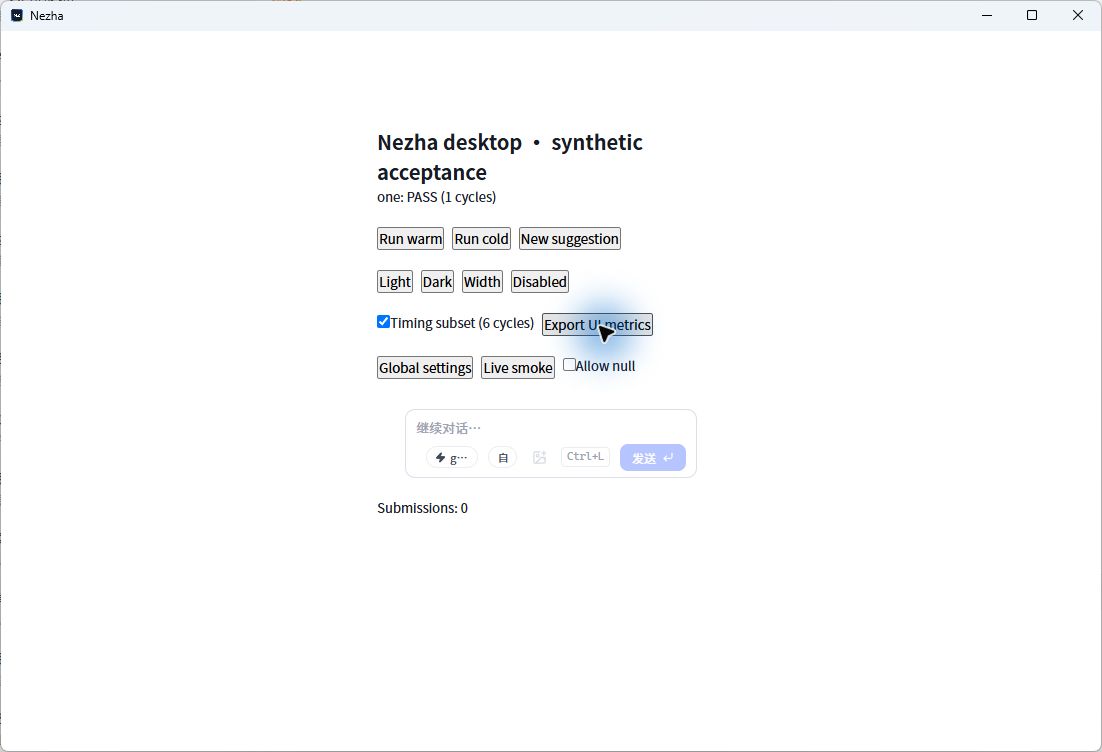 Nezha
Nezha desktop · synthetic
acceptance
one: PASS (1 cycles)
Run warm Run cold New suggestion
Light Dark Width Disabled
Timing subset (6 cycles) Export UI metrics
Global settings Live smoke Allow null
继续对话…
g… 自 Ctrl+L 发送
Submissions: 0